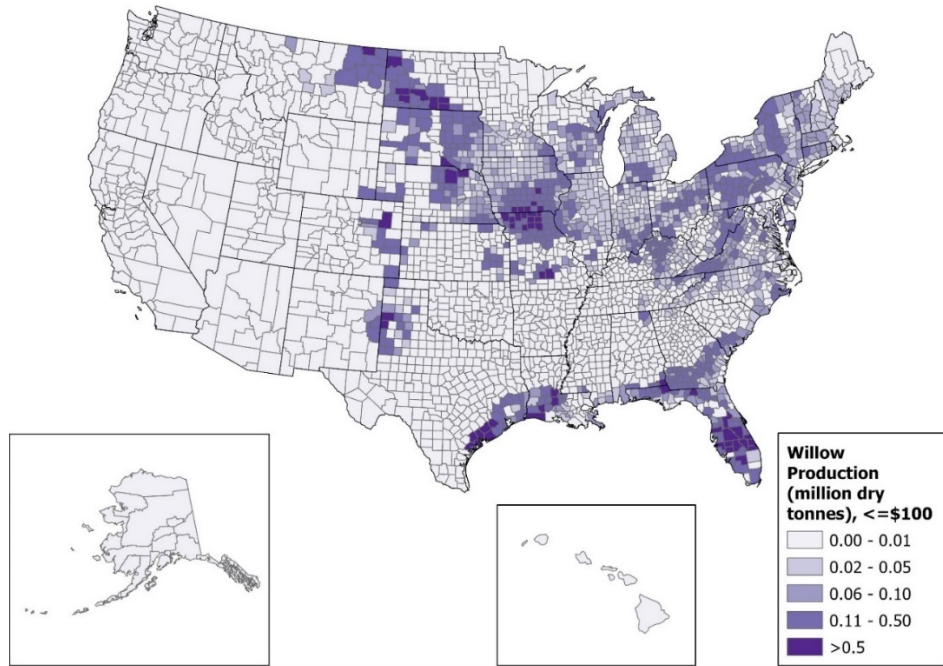 Willow
Production
(million dry
tonnes), <=$100
0.00 - 0.01
0.02 - 0.05
0.06 - 0.10
0.11 - 0.50
>0.5